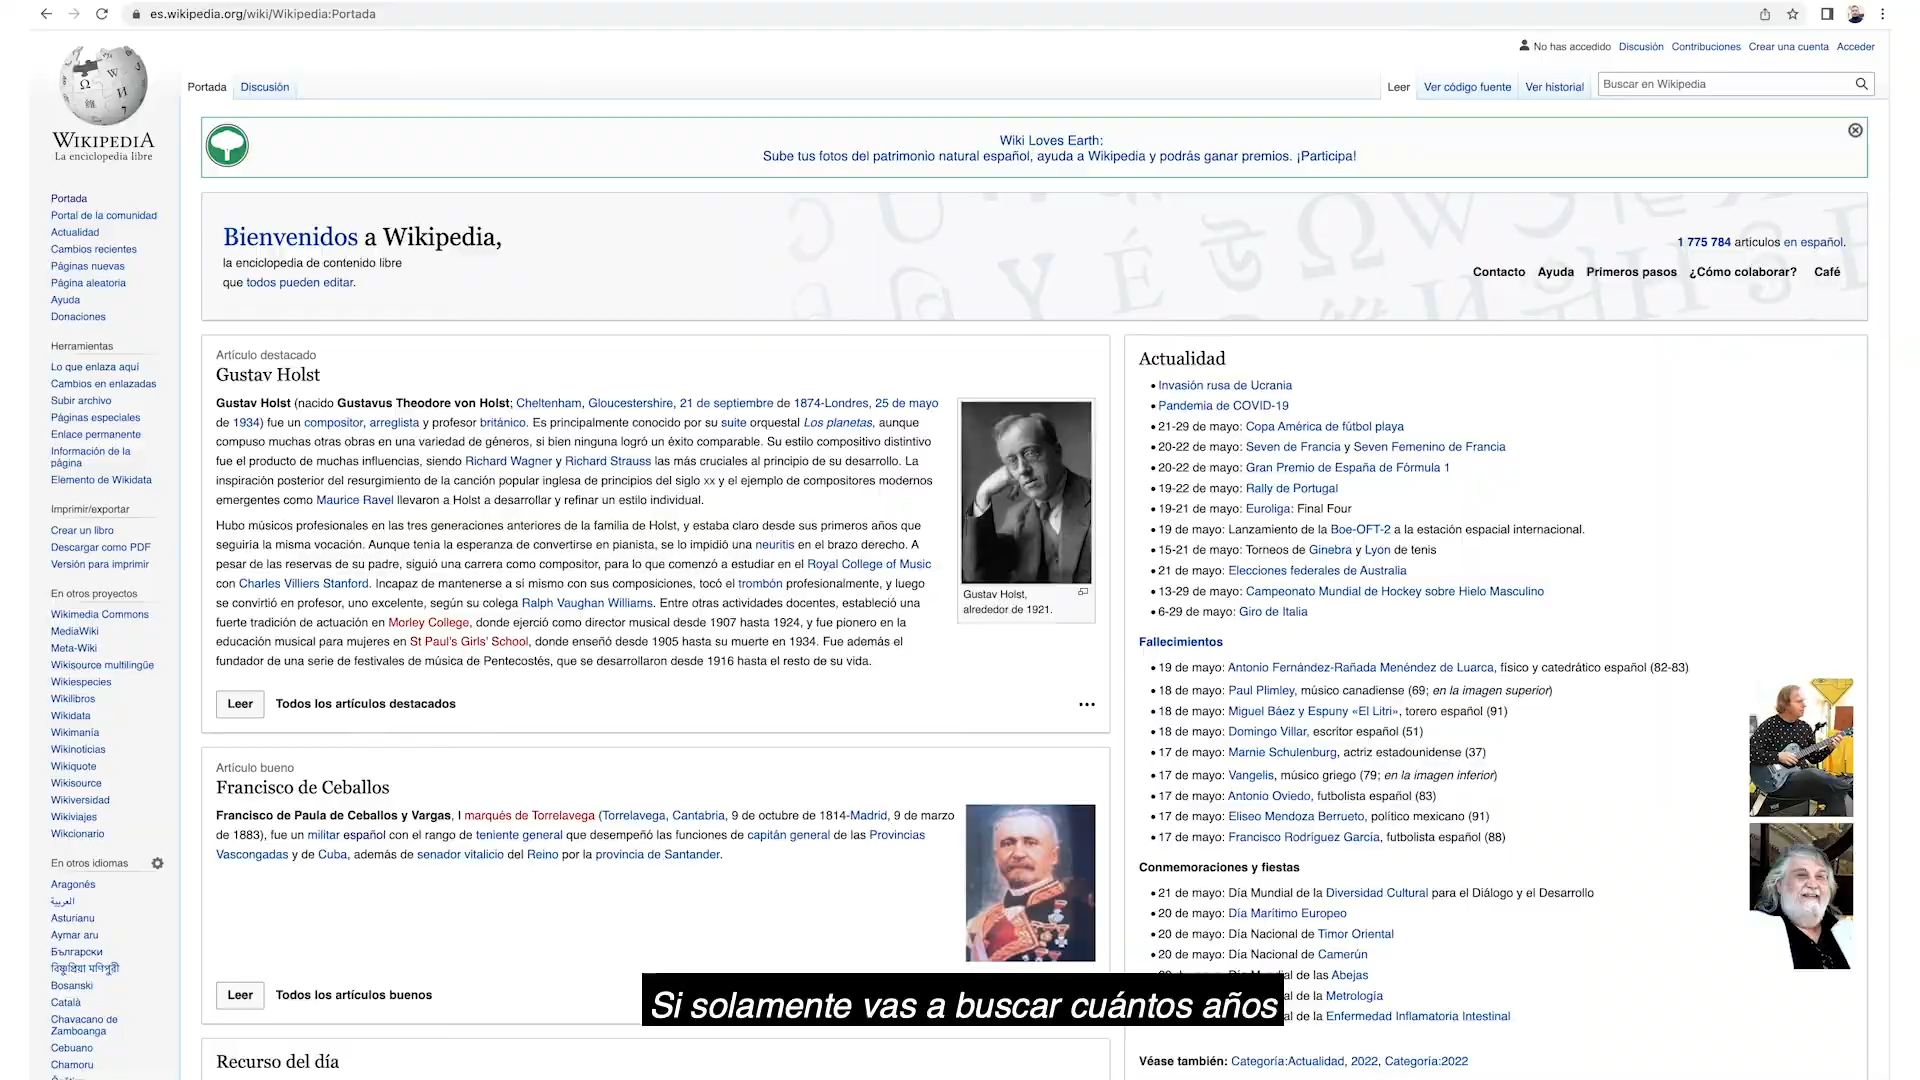 es.wikipedia.org/wiki/Wikipedia:Portada
No has accedido Discusión Contribuciones Crear una cuenta Acceder
Portada Discusión
Leer Ver código fuente Ver historial
Buscar en Wikipedia
WIKIPEDIA
La enciclopedia libre
Portada
Portal de la comunidad
Actualidad
Cambios recientes
Páginas nuevas
Página aleatoria
Ayuda
Donaciones
Herramientas
Lo que enlaza aquí
Cambios en enlazadas
Subir archivo
Páginas especiales
Enlace permanente
Información de la
página
Elemento de Wikidata
Imprimir/exportar
Crear un libro
Descargar como PDF
Versión para imprimir
En otros proyectos
Wikimedia Commons
MediaWiki
Meta-Wiki
Wikisource multilingüe
Wikiespecies
Wikilibros
Wikidata
Wikimanía
Wikinoticias
Wikiquote
Wikisource
Wikiversidad
Wikiviajes
Wikcionario
En otros idiomas
Aragonés
العربية
Asturianu
Aymar aru
Български
বিষ্ণুপ্রিয়া মণিপুরী
Bosanski
Català
Chavacano de
Zamboanga
Cebuano
Chamoru
Wiki Loves Earth:
Sube tus fotos del patrimonio natural español, ayuda a Wikipedia y podrás ganar premios. ¡Participa!
Bienvenidos a Wikipedia,
la enciclopedia de contenido libre
que todos pueden editar.
1 775 784 artículos en español.
Contacto Ayuda Primeros pasos ¿Cómo colaborar? Café
Artículo destacado
Gustav Holst
Gustav Holst (nacido Gustavus Theodore von Holst; Cheltenham, Gloucestershire, 21 de septiembre de 1874-Londres, 25 de mayo
de 1934) fue un compositor, arreglista y profesor británico. Es principalmente conocido por su suite orquestal Los planetas, aunque
compuso muchas otras obras en una variedad de géneros, si bien ninguna logró un éxito comparable. Su estilo compositivo distintivo
fue el producto de muchas influencias, siendo Richard Wagner y Richard Strauss las más cruciales al principio de su desarrollo. La
inspiración posterior del resurgimiento de la canción popular inglesa de principios del siglo xx y el ejemplo de compositores modernos
emergentes como Maurice Ravel llevaron a Holst a desarrollar y refinar un estilo individual.
Hubo músicos profesionales en las tres generaciones anteriores de la familia de Holst, y estaba claro desde sus primeros años que
seguiría la misma vocación. Aunque tenía la esperanza de convertirse en pianista, se lo impidió una neuritis en el brazo derecho. A
pesar de las reservas de su padre, siguió una carrera como compositor, para lo que comenzó a estudiar en el Royal College of Music
con Charles Villiers Stanford. Incapaz de mantenerse a sí mismo con sus composiciones, tocó el trombón profesionalmente, y luego
se convirtió en profesor, uno excelente, según su colega Ralph Vaughan Williams. Entre otras actividades docentes, estableció una
fuerte tradición de actuación en Morley College, donde ejerció como director musical desde 1907 hasta 1924, y fue pionero en la
educación musical para mujeres en St Paul's Girls' School, donde enseñó desde 1905 hasta su muerte en 1934. Fue además el
fundador de una serie de festivales de música de Pentecostés, que se desarrollaron desde 1916 hasta el resto de su vida.
Gustav Holst,
alrededor de 1921.
Leer Todos los artículos destacados
Artículo bueno
Francisco de Ceballos
Francisco de Paula de Ceballos y Vargas, I marqués de Torrelavega (Torrelavega, Cantabria, 9 de octubre de 1814-Madrid, 9 de marzo
de 1883), fue un militar español con el rango de teniente general que desempeñó las funciones de capitán general de las Provincias
Vascongadas y de Cuba, además de senador vitalicio del Reino por la provincia de Santander.
Leer Todos los artículos buenos
Recurso del día
Actualidad
Invasión rusa de Ucrania
Pandemia de COVID-19
21-29 de mayo: Copa América de fútbol playa
20-22 de mayo: Seven de Francia y Seven Femenino de Francia
20-22 de mayo: Gran Premio de España de Fórmula 1
19-22 de mayo: Rally de Portugal
19-21 de mayo: Euroliga: Final Four
19 de mayo: Lanzamiento de la Boe-OFT-2 a la estación espacial internacional.
15-21 de mayo: Torneos de Ginebra y Lyon de tenis
21 de mayo: Elecciones federales de Australia
13-29 de mayo: Campeonato Mundial de Hockey sobre Hielo Masculino
6-29 de mayo: Giro de Italia
Fallecimientos
19 de mayo: Antonio Fernández-Rañada Menéndez de Luarca, físico y catedrático español (82-83)
18 de mayo: Paul Plimley, músico canadiense (69; en la imagen superior)
18 de mayo: Miguel Báez y Espuny «El Litri», torero español (91)
18 de mayo: Domingo Villar, escritor español (51)
17 de mayo: Marnie Schulenburg, actriz estadounidense (37)
17 de mayo: Vangelis, músico griego (79; en la imagen inferior)
17 de mayo: Antonio Oviedo, futbolista español (83)
17 de mayo: Eliseo Mendoza Berrueto, político mexicano (91)
17 de mayo: Francisco Rodríguez García, futbolista español (88)
Conmemoraciones y fiestas
21 de mayo: Día Mundial de la Diversidad Cultural para el Diálogo y el Desarrollo
20 de mayo: Día Marítimo Europeo
20 de mayo: Día Nacional de Timor Oriental
20 de mayo: Día Nacional de Camerún
al de las Abejas
al de la Metrología
al de la Enfermedad Inflamatoria Intestinal
Véase también: Categoría:Actualidad, 2022, Categoría:2022
Si solamente vas a buscar cuántos años